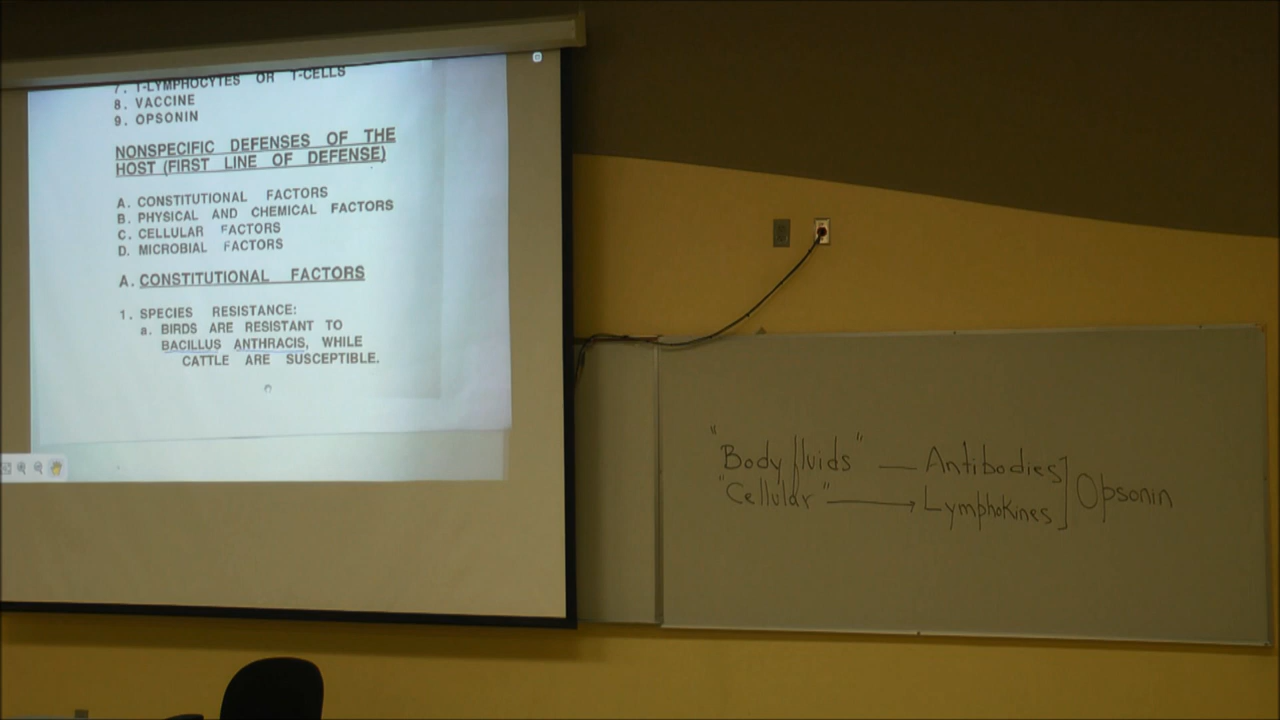 7. T-LYMPHOCYTES OR T-CELLS
8. VACCINE
9. OPSONIN
NONSPECIFIC DEFENSES OF THE
HOST (FIRST LINE OF DEFENSE)
A. CONSTITUTIONAL FACTORS
B. PHYSICAL AND CHEMICAL FACTORS
C. CELLULAR FACTORS
D. MICROBIAL FACTORS
A. CONSTITUTIONAL FACTORS
1. SPECIES RESISTANCE:
a. BIRDS ARE RESISTANT TO
BACILLUS ANTHRACIS, WHILE
CATTLE ARE SUSCEPTIBLE.
"Body fluids" — Antibodies
"Cellular" → Lymphokines
] Opsonin